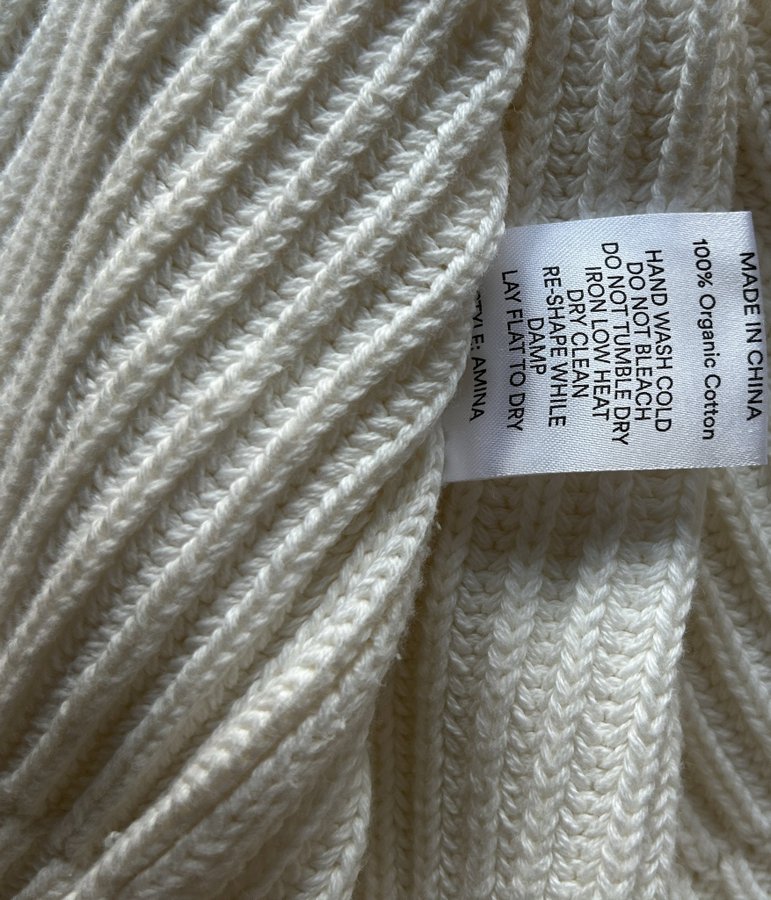 MADE IN CHINA
100% Organic Cotton
HAND WASH COLD
DO NOT BLEACH
DO NOT TUMBLE DRY
IRON LOW HEAT
DRY CLEAN
RE-SHAPE WHILE
DAMP
LAY FLAT TO DRY
AMINA